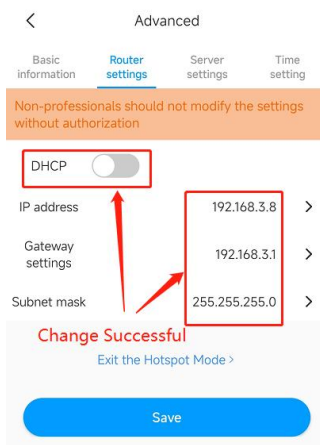 Advanced
Basic information
Router settings
Server settings
Time setting
Non-professionals should not modify the settings
without authorization
DHCP
IP address 192.168.3.8
Gateway settings 192.168.3.1
Subnet mask 255.255.255.0
Change Successful
Exit the Hotspot Mode >
Save